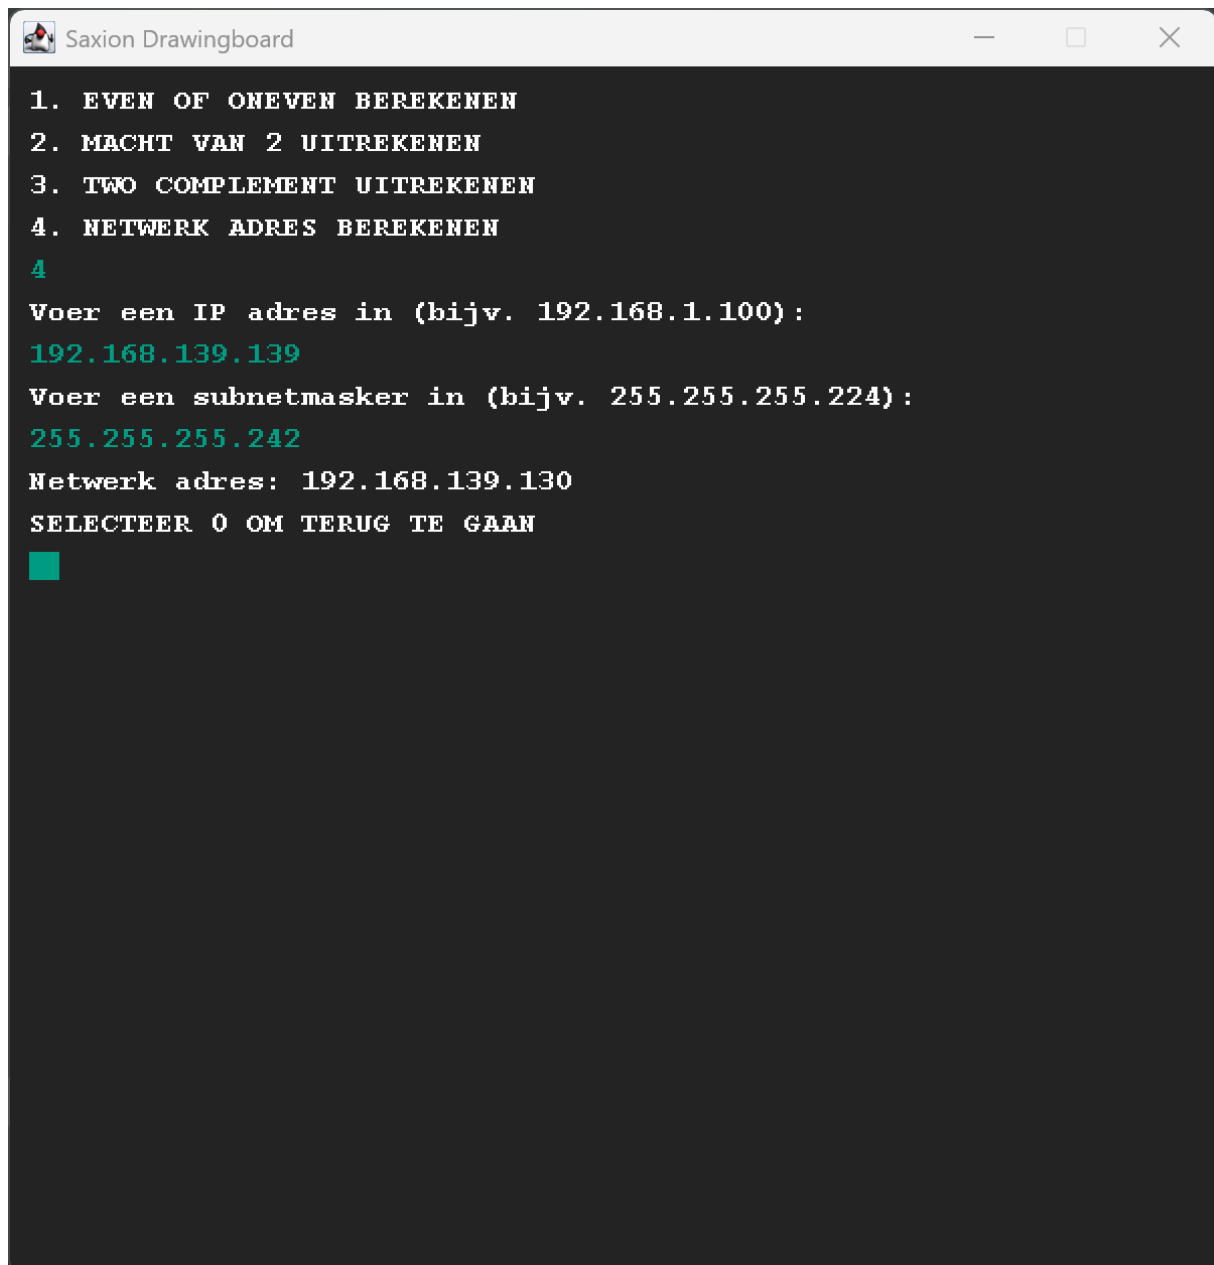 Saxion Drawingboard
1. EVEN OF ONEVEN BEREKENEN
2. MACHT VAN 2 UITREKENEN
3. TWO COMPLEMENT UITREKENEN
4. NETWERK ADRES BEREKENEN
4
Voer een IP adres in (bijv. 192.168.1.100):
192.168.139.139
Voer een subnetmasker in (bijv. 255.255.255.224):
255.255.255.242
Netwerk adres: 192.168.139.130
SELECTEER 0 OM TERUG TE GAAN